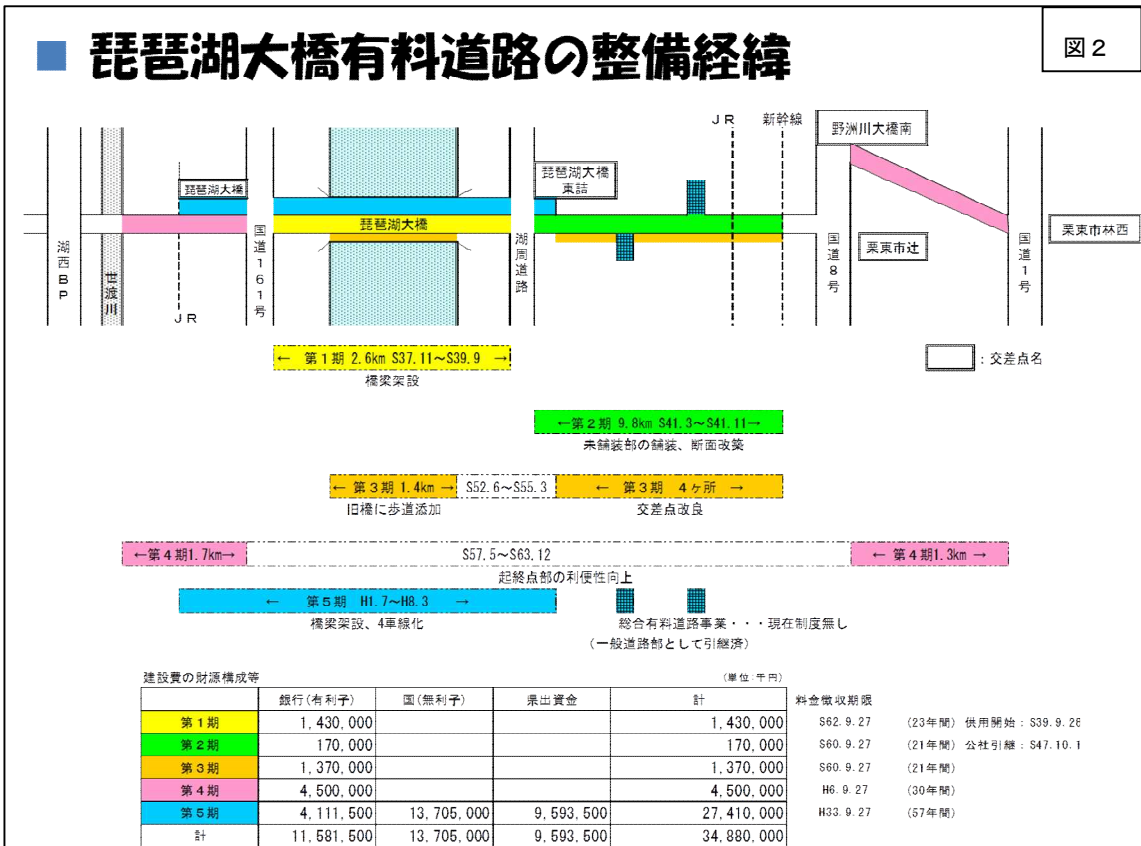 ■ 琵琶湖大橋有料道路の整備経緯
図2
JR
新幹線
野洲川大橋南
琵琶湖大橋
琵琶湖大橋
東詰
琵琶湖大橋
湖西BP
世渡川
JR
国道161号
湖周道路
国道8号
栗東市辻
国道1号
栗東市林西
← 第1期 2.6km S37.11～S39.9 →
橋梁架設
:交差点名
←第2期 9.8km S41.3～S41.11→
未舗装部の舗装、断面改築
← 第3期 1.4km → S52.6～S55.3 ← 第3期 4ヶ所 →
旧橋に歩道添加 交差点改良
←第4期1.7km→ S57.5～S63.12 ← 第4期1.3km →
起終点部の利便性向上
← 第5期 H1.7～H8.3 →
橋梁架設、4車線化 総合有料道路事業・・・現在制度無し
(一般道路部として引継済)
建設費の財源構成等 (単位:千円)
銀行(有利子) 国(無利子) 県出資金 計 料金徴収期限
第1期 1,430,000 1,430,000 S62.9.27 (23年間) 供用開始:S39.9.28
第2期 170,000 170,000 S60.9.27 (21年間) 公社引継:S47.10.1
第3期 1,370,000 1,370,000 S60.9.27 (21年間)
第4期 4,500,000 4,500,000 H6.9.27 (30年間)
第5期 4,111,500 13,705,000 9,593,500 27,410,000 H33.9.27 (57年間)
計 11,581,500 13,705,000 9,593,500 34,880,000